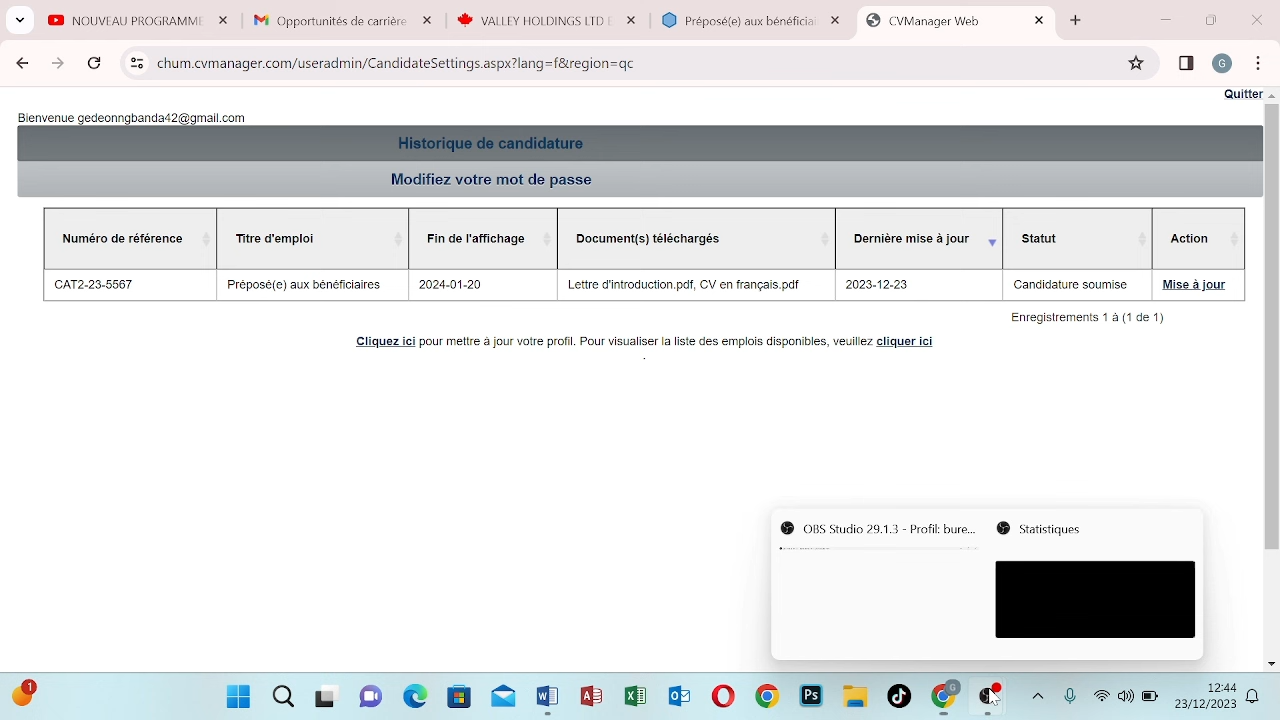 NOUVEAU PROGRAMME
Opportunités de carrière
VALLEY HOLDINGS LTD E
Préposé(e) aux bénéficiai
CVManager Web
chum.cvmanager.com/useradmin/CandidateSettings.aspx?lang=f&region=qc
G
Quitter
Bienvenue gedeonngbanda42@gmail.com
Historique de candidature
Modifiez votre mot de passe
Numéro de référence Titre d'emploi Fin de l'affichage Document(s) téléchargés Dernière mise à jour Statut Action
CAT2-23-5567 Préposé(e) aux bénéficiaires 2024-01-20 Lettre d'introduction.pdf, CV en français.pdf 2023-12-23 Candidature soumise Mise à jour
Enregistrements 1 à (1 de 1)
Cliquez ici pour mettre à jour votre profil. Pour visualiser la liste des emplois disponibles, veuillez cliquer ici
.
OBS Studio 29.1.3 - Profil: bure... Statistiques
1
Ps
G
12:44
23/12/2023